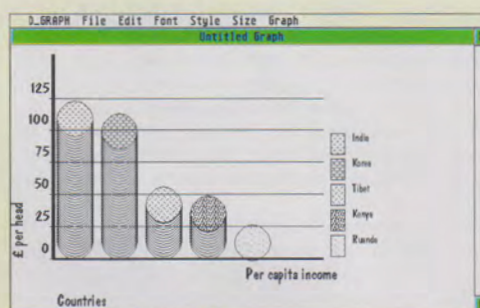 D_GRAPH File Edit Font Style Size Graph
Untitled Graph
125
100
75
50
25
0
£ per head
India
Korea
Tibet
Kenya
Ruanda
Per capita income
Countries